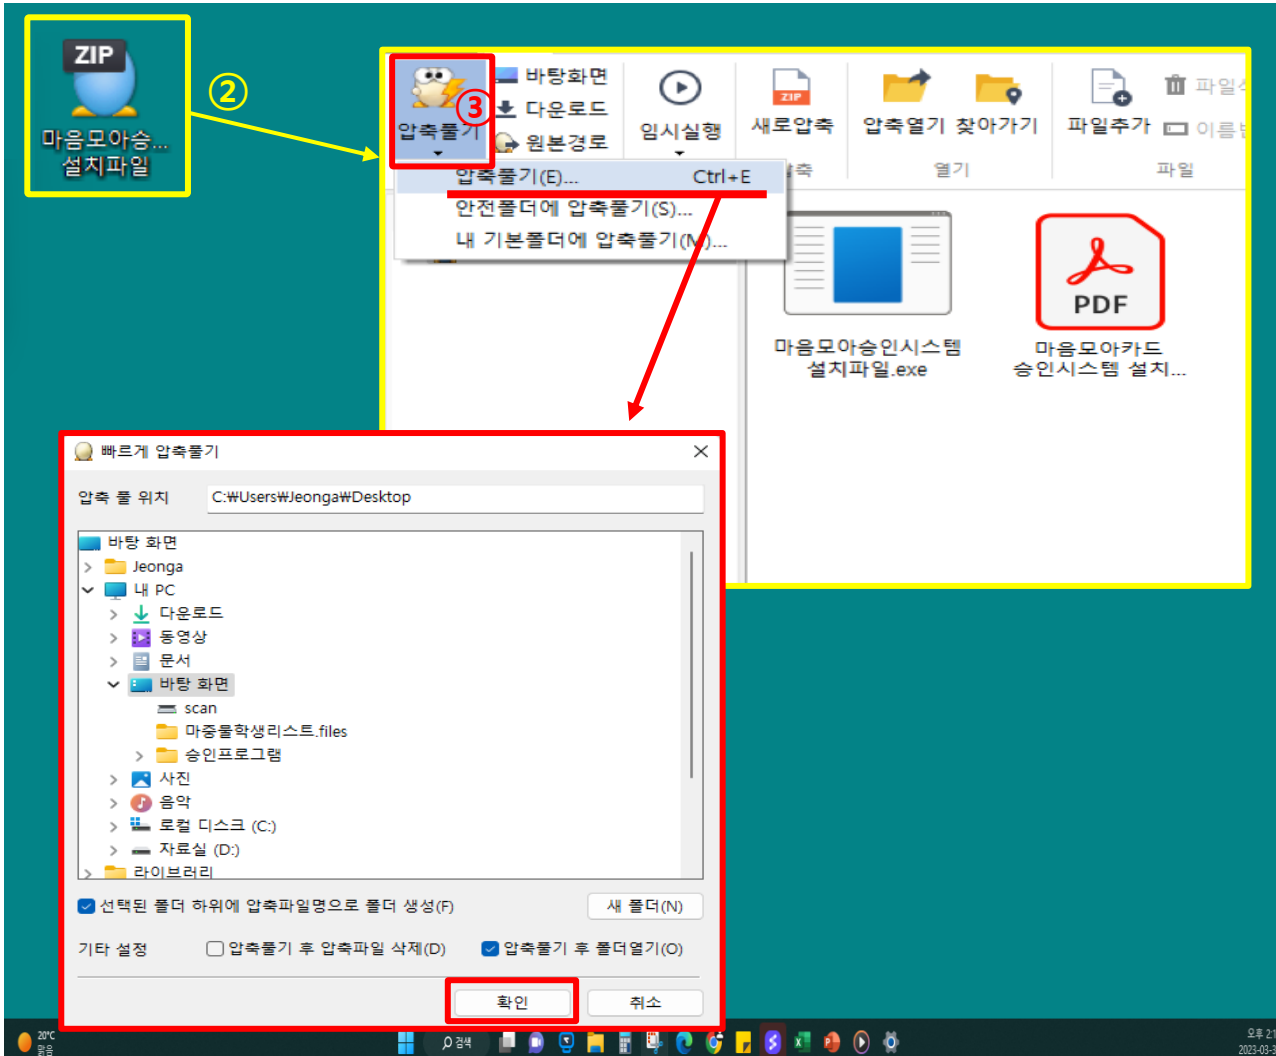 ZIP
마음모아승...
설치파일
②
③
압축풀기
바탕화면
다운로드
원본경로
임시실행
ZIP
새로압축
압축열기
찾아가기
열기
파일추가
이름
파일
압축풀기(E)... Ctrl+E
안전폴더에 압축풀기(S)...
내 기본폴더에 압축풀기(M)...
마음모아승인시스템
설치파일.exe
PDF
마음모아카드
승인시스템 설치...
빠르게 압축풀기
압축 풀 위치 C:₩Users₩Jeonga₩Desktop
바탕 화면
Jeonga
내 PC
다운로드
동영상
문서
바탕 화면
scan
마중물학생리스트.files
승인프로그램
사진
음악
로컬 디스크 (C:)
자료실 (D:)
라이브러리
선택된 폴더 하위에 압축파일명으로 폴더 생성(F) 새 폴더(N)
기타 설정 압축풀기 후 압축파일 삭제(D) 압축풀기 후 폴더열기(O)
확인 취소
20°C
맑음
검색
오후 2:1
2023-03-3